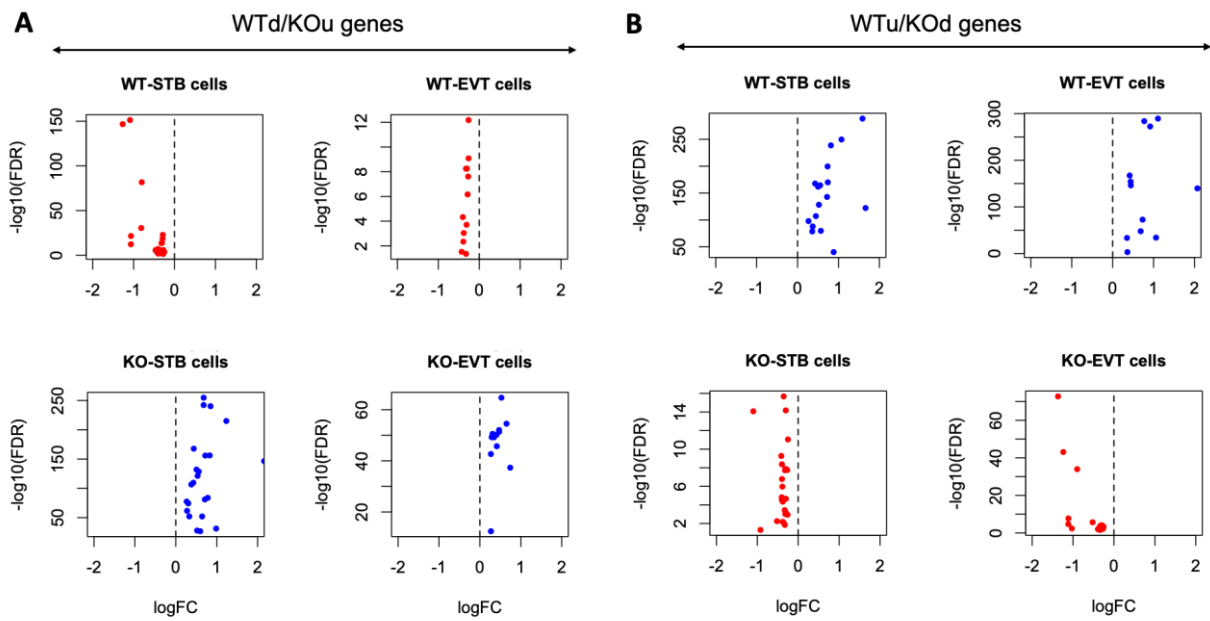 A
WTd/KOu genes
WT-STB cells
-log10(FDR)
150
100
50
0
-2 -1 0 1 2
WT-EVT cells
-log10(FDR)
12
10
8
6
4
2
-2 -1 0 1 2
KO-STB cells
-log10(FDR)
250
150
50
-2 -1 0 1 2
logFC
KO-EVT cells
-log10(FDR)
60
40
20
-2 -1 0 1 2
logFC
B
WTu/KOd genes
WT-STB cells
-log10(FDR)
250
150
50
-2 -1 0 1 2
WT-EVT cells
-log10(FDR)
300
200
100
0
-2 -1 0 1 2
KO-STB cells
-log10(FDR)
14
10
6
2
-2 -1 0 1 2
logFC
KO-EVT cells
-log10(FDR)
60
40
20
0
-2 -1 0 1 2
logFC